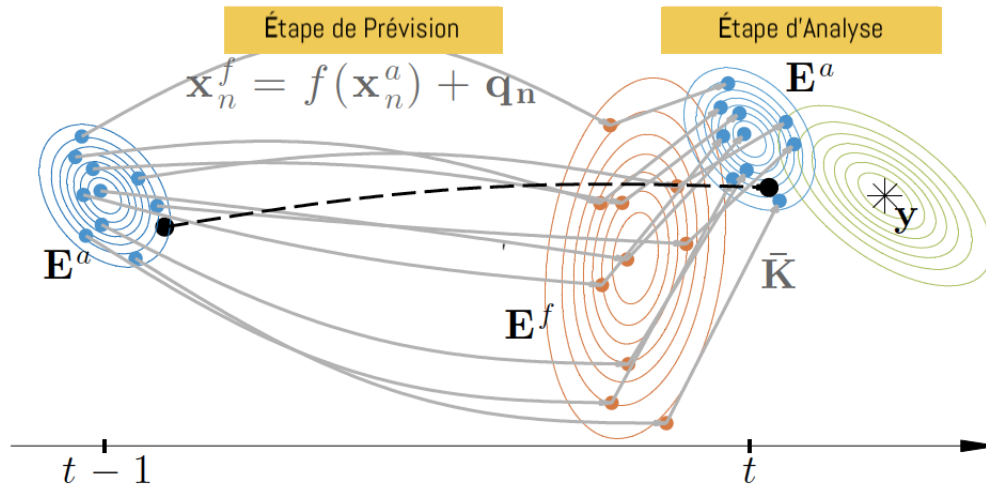 Étape de Prévision
Étape d'Analyse
x_n^f = f(x_n^a) + q_n
E^a
E^a
y
K̄
E^f
t − 1
t